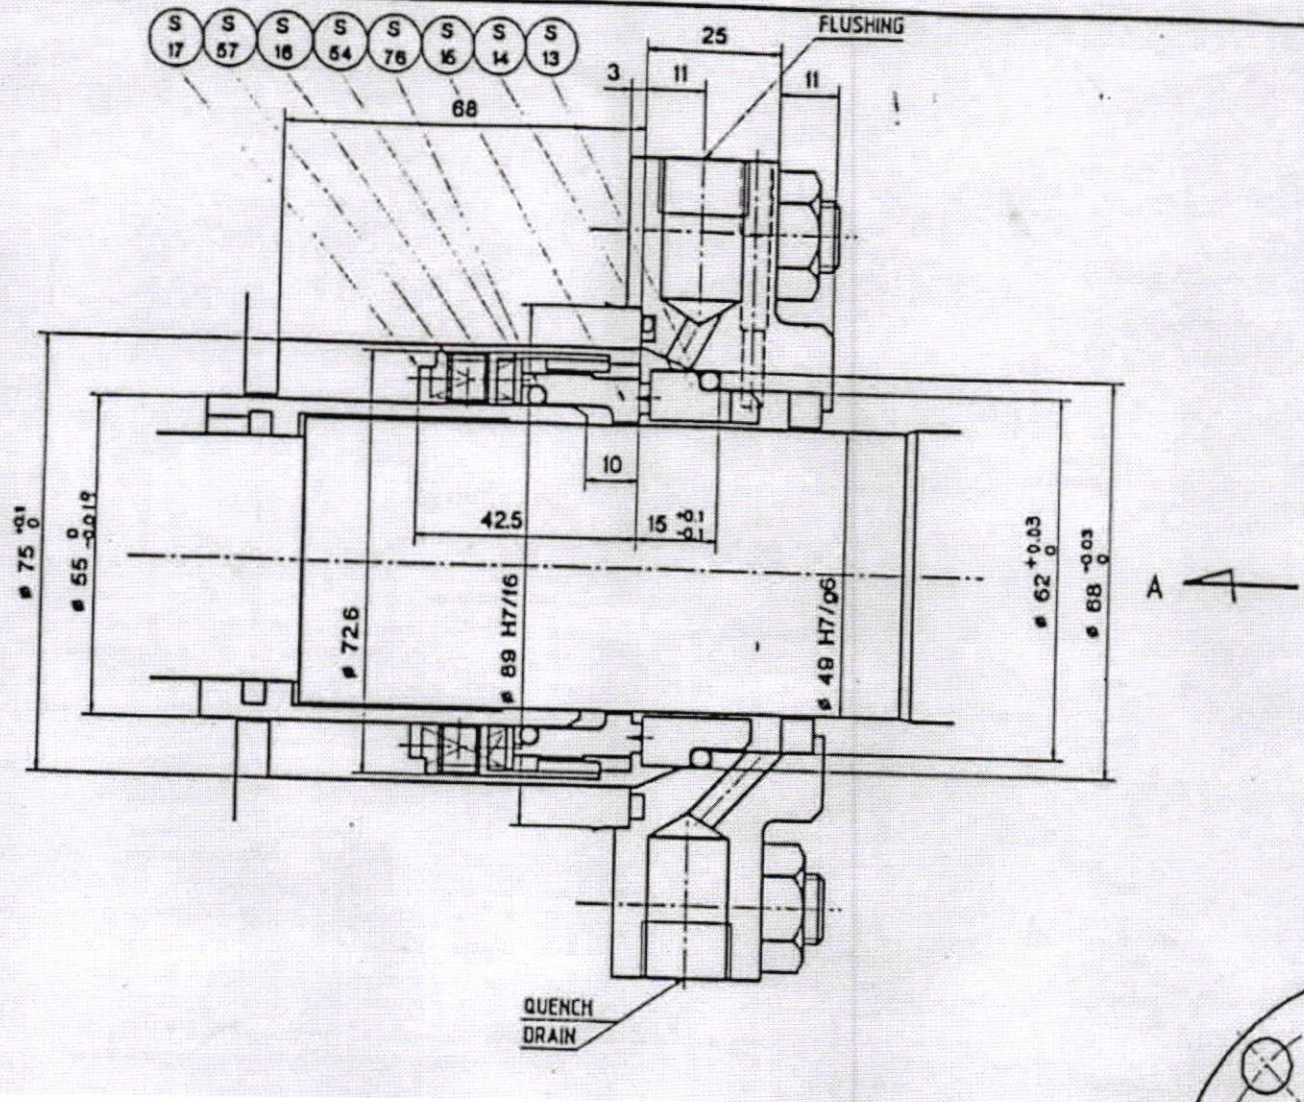 S 17
S 57
S 16
S 54
S 76
S 15
S 14
S 13
25
FLUSHING
3
11
11
68
10
42.5
15 +0.1 -0.1
ø 75 +0.1 0
ø 55 0 -0.019
ø 72.6
ø 89 H7/f6
ø 49 H7/g6
ø 62 +0.03 0
ø 68 -0.03 0
A
QUENCH
DRAIN